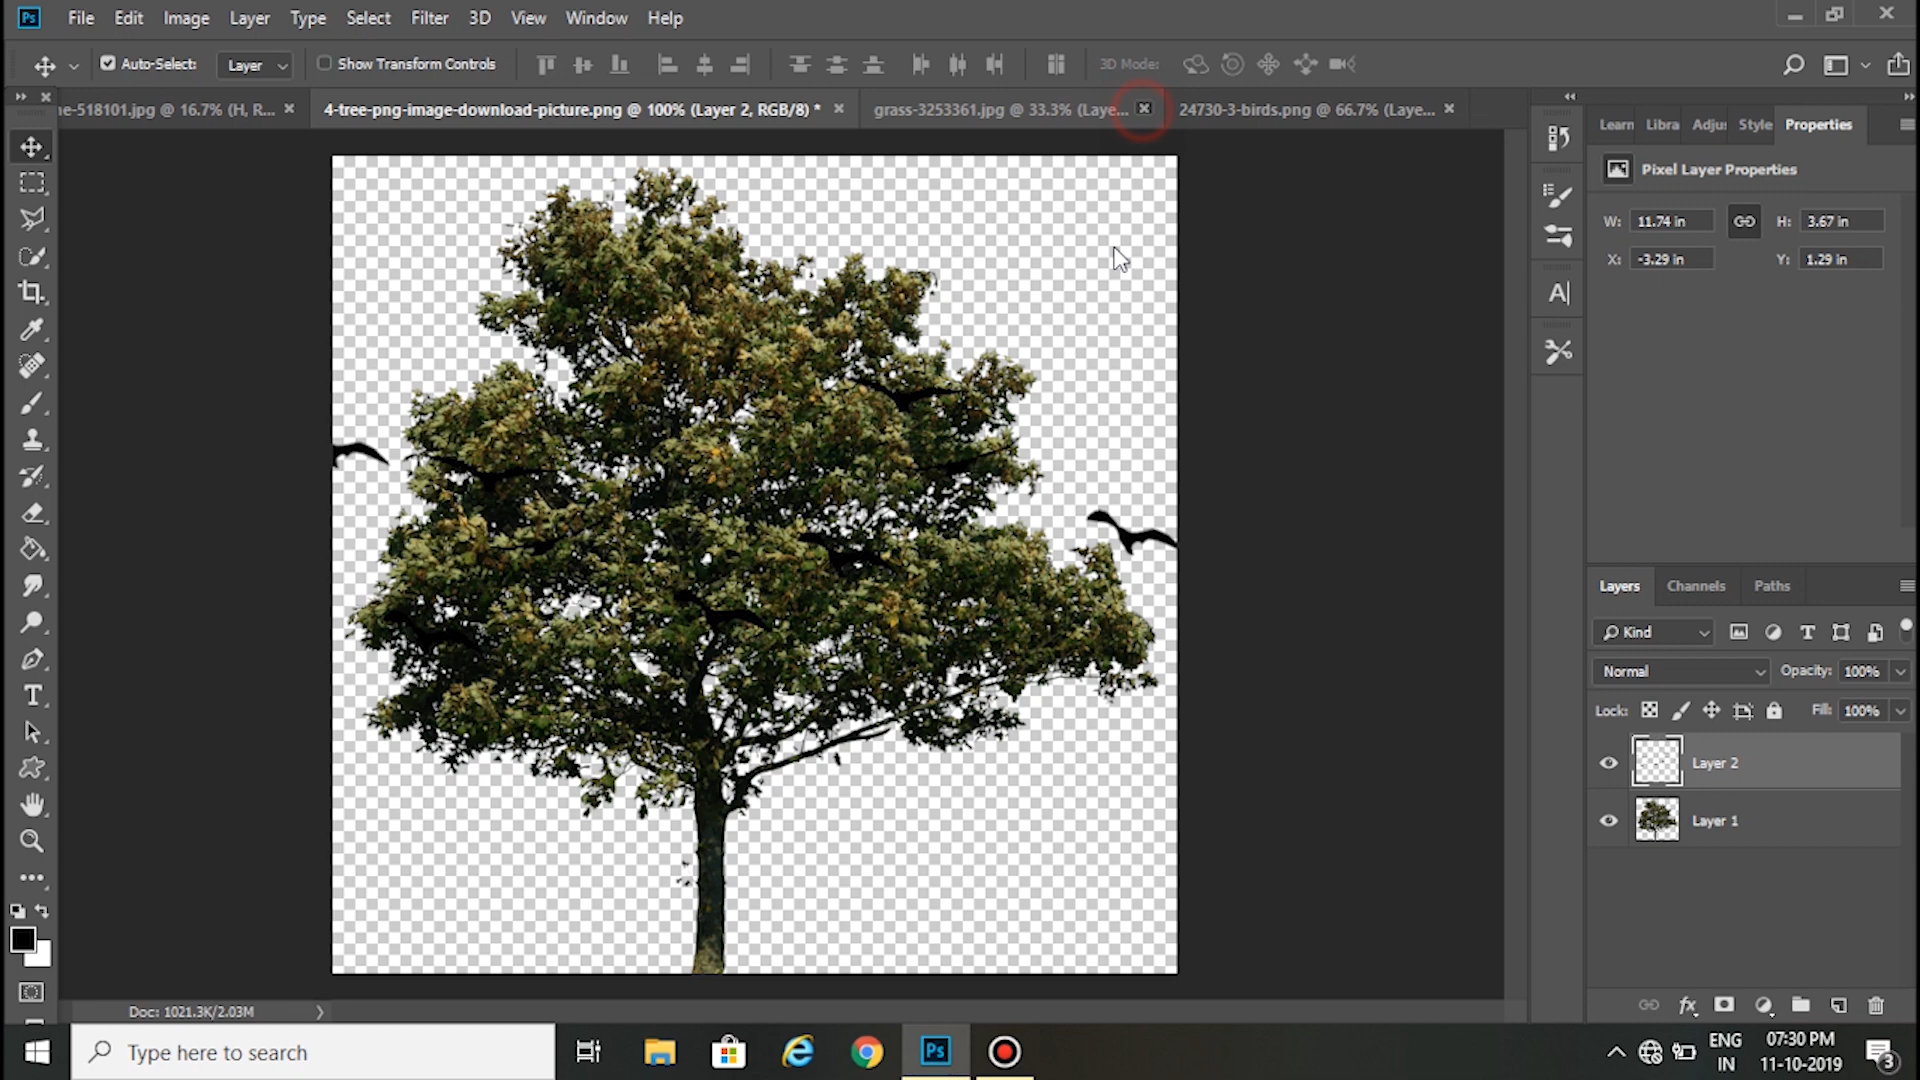 Ps File Edit Image Layer Type Select Filter 3D View Window Help
Auto-Select: Layer Show Transform Controls 3D Mode:
ne-518101.jpg @ 16.7% (H, R... 4-tree-png-image-download-picture.png @ 100% (Layer 2, RGB/8) * grass-3253361.jpg @ 33.3% (Laye... 24730-3-birds.png @ 66.7% (Laye...
Learn Libra Adju: Style Properties
Pixel Layer Properties
W: 11.74 in H: 3.67 in
X: -3.29 in Y: 1.29 in
A
Layers Channels Paths
Kind
Normal Opacity: 100%
Lock: Fill: 100%
Layer 2
Layer 1
T
fx
Doc: 1021.3K/2.03M
Type here to search
Ps
ENG
IN
07:30 PM
11-10-2019
3